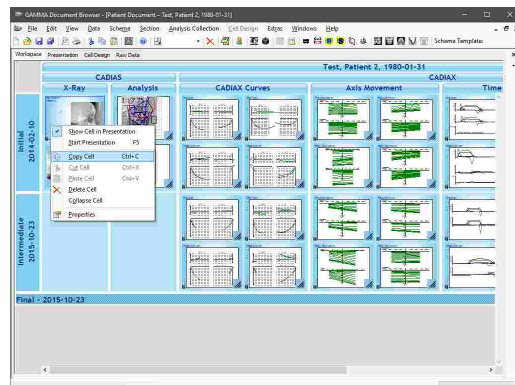 GAMMA Document Browser - [Patient Document - Test, Patient 2, 1980-01-31]
File Edit View Data Schema Section Analysis Collection Cell Design Extras Windows Help
Schema Template:
Workspace Presentation Cell Design Raw Data
Test, Patient 2, 1980-01-31
CADIAS CADIAX
X-Ray Analysis CADIAX Curves Axis Movement Time
Initial
2014-02-10
Show Cell in Presentation
Start Presentation F5
Copy Cell Ctrl+C
Cut Cell Ctrl+X
Paste Cell Ctrl+V
Delete Cell
Collapse Cell
Properties
Intermediate
2015-10-23
Final - 2015-10-23